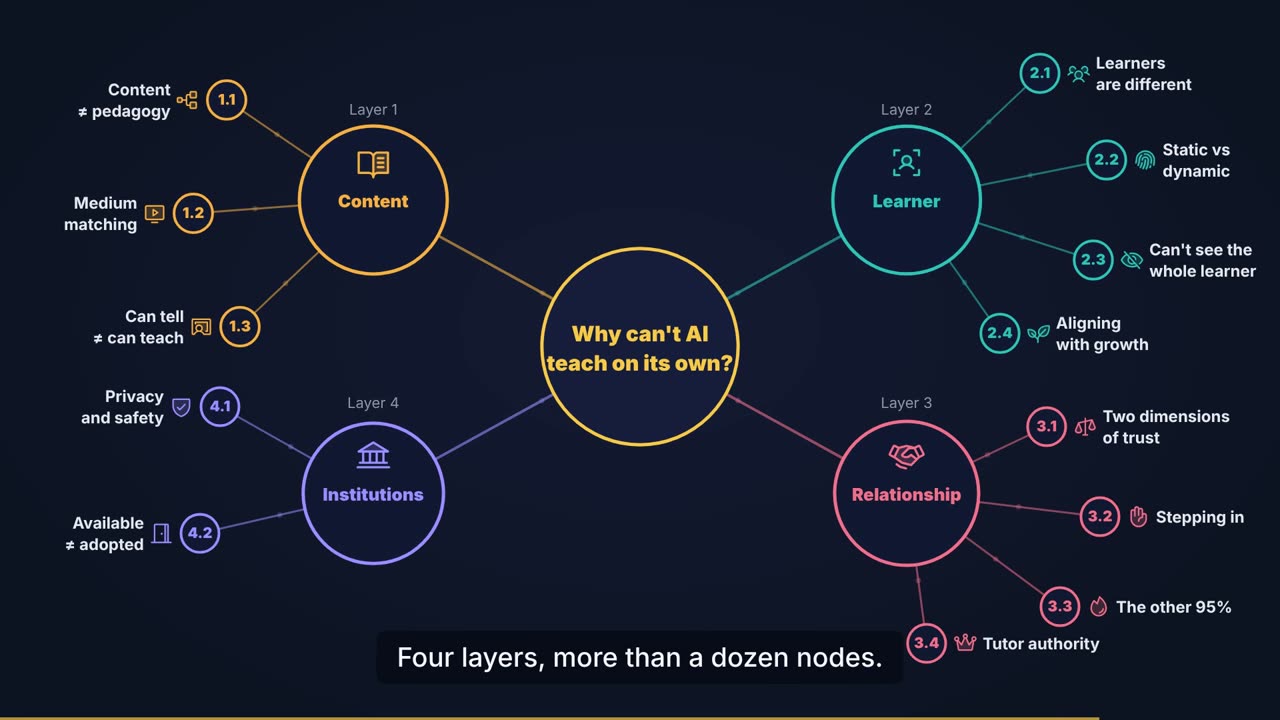 Layer 1
Content
1.1
Content
≠ pedagogy
1.2
Medium
matching
1.3
Can tell
≠ can teach
Layer 2
Learner
2.1
Learners
are different
2.2
Static vs
dynamic
2.3
Can't see the
whole learner
2.4
Aligning
with growth
Why can't AI
teach on its own?
Layer 4
Institutions
4.1
Privacy
and safety
4.2
Available
≠ adopted
Layer 3
Relationship
3.1
Two dimensions
of trust
3.2
Stepping in
3.3
The other 95%
3.4
Tutor authority
Four layers, more than a dozen nodes.